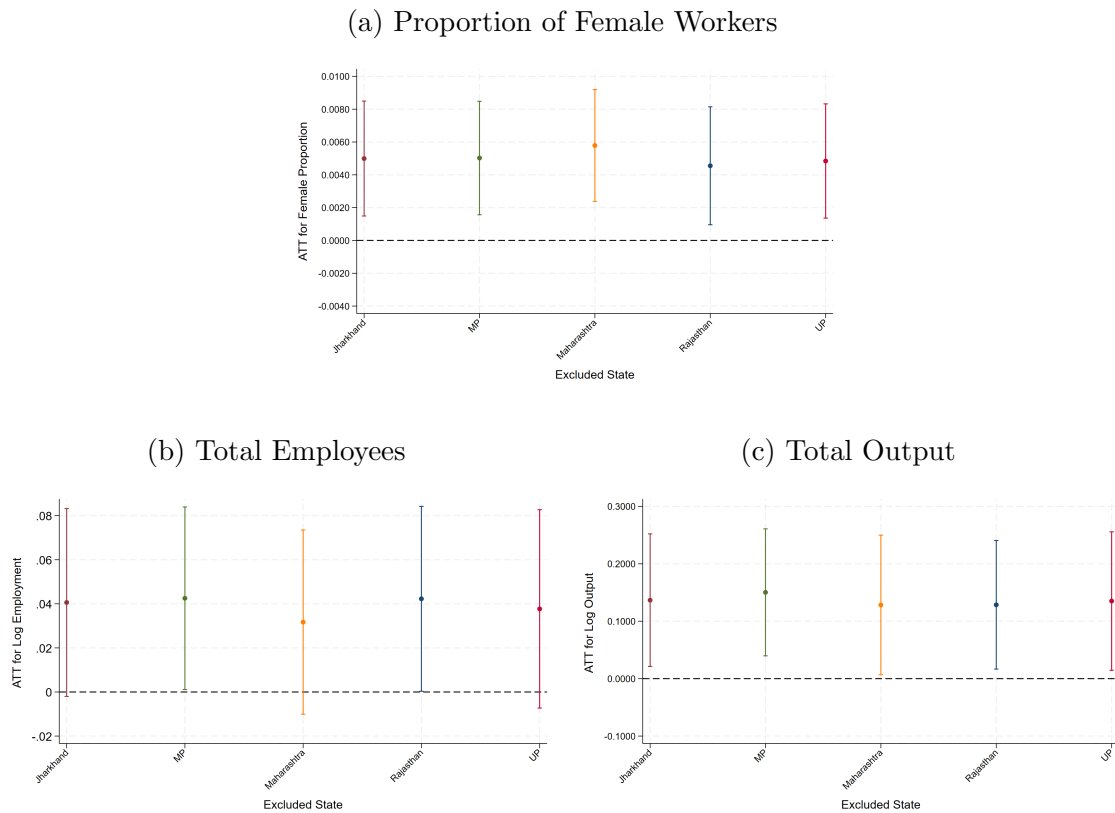 (a) Proportion of Female Workers
0.0100
0.0080
0.0060
0.0040
0.0020
0.0000
-0.0020
-0.0040
ATT for Female Proportion
Jharkhand
MP
Maharashtra
Rajasthan
UP
Excluded State
(b) Total Employees
.08
.06
.04
.02
0
-.02
ATT for Log Employment
Jharkhand
MP
Maharashtra
Rajasthan
UP
Excluded State
(c) Total Output
0.3000
0.2000
0.1000
0.0000
-0.1000
ATT for Log Output
Jharkhand
MP
Maharashtra
Rajasthan
UP
Excluded State